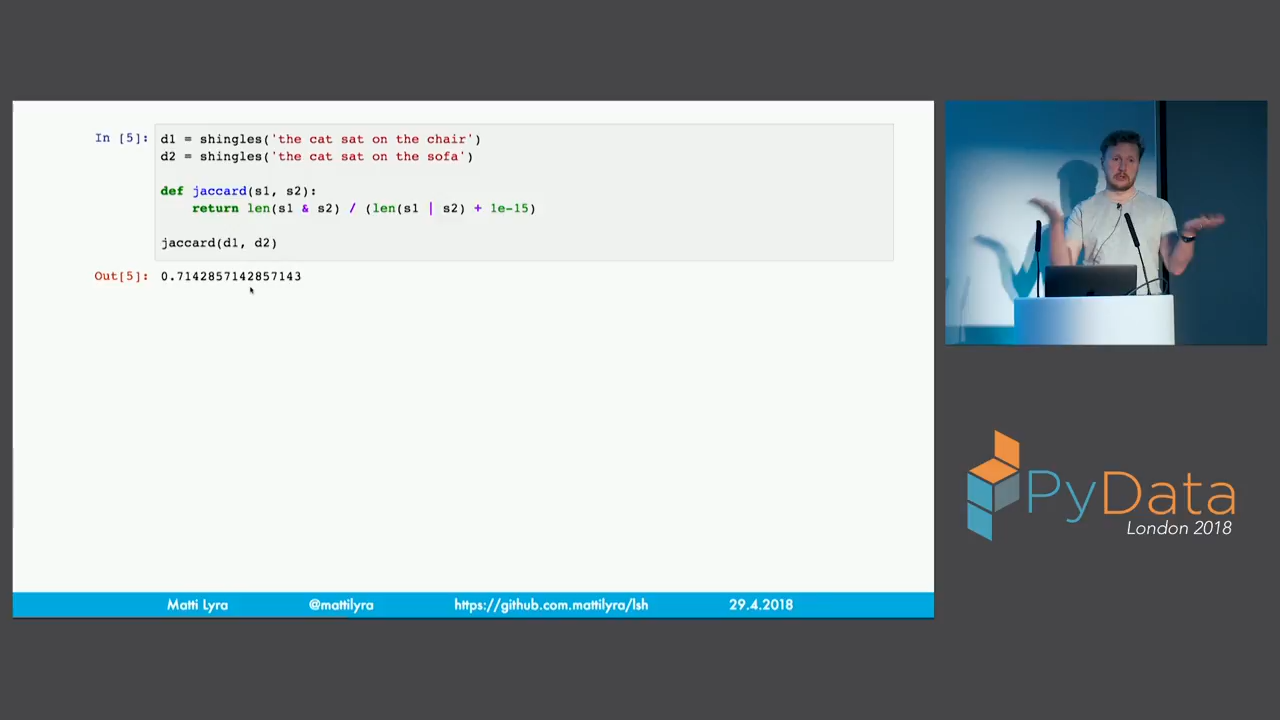 In [5]:
d1 = shingles('the cat sat on the chair')
d2 = shingles('the cat sat on the sofa')
def jaccard(s1, s2):
return len(s1 & s2) / (len(s1 | s2) + 1e-15)
jaccard(d1, d2)
Out[5]: 0.7142857142857143
Matti Lyra @mattilyra https://github.com.mattilyra/lsh 29.4.2018
PyData
London 2018